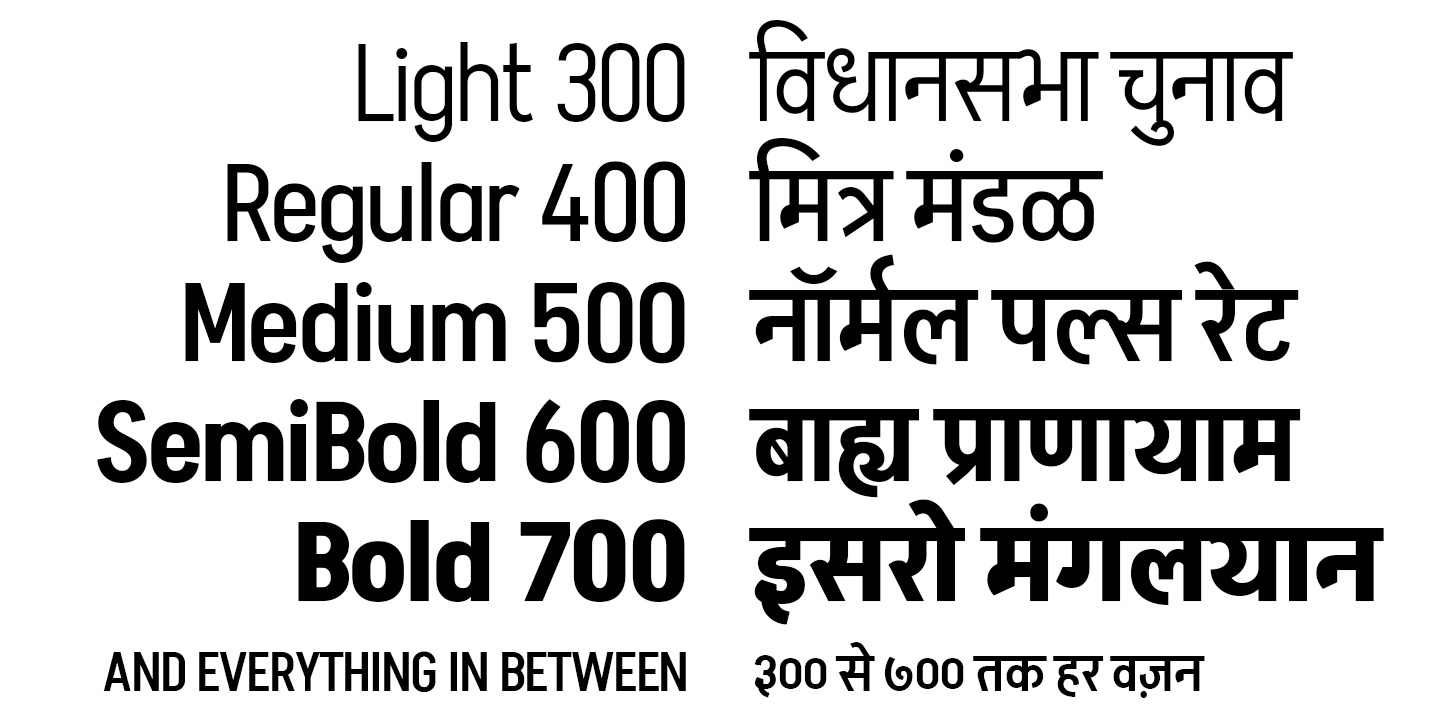 Light 300 विधानसभा चुनाव
Regular 400 मित्र मंडळ
Medium 500 नॉर्मल पल्स रेट
SemiBold 600 बाह्य प्राणायाम
Bold 700 इसरो मंगलयान
AND EVERYTHING IN BETWEEN ३०० से ७०० तक हर वज़न